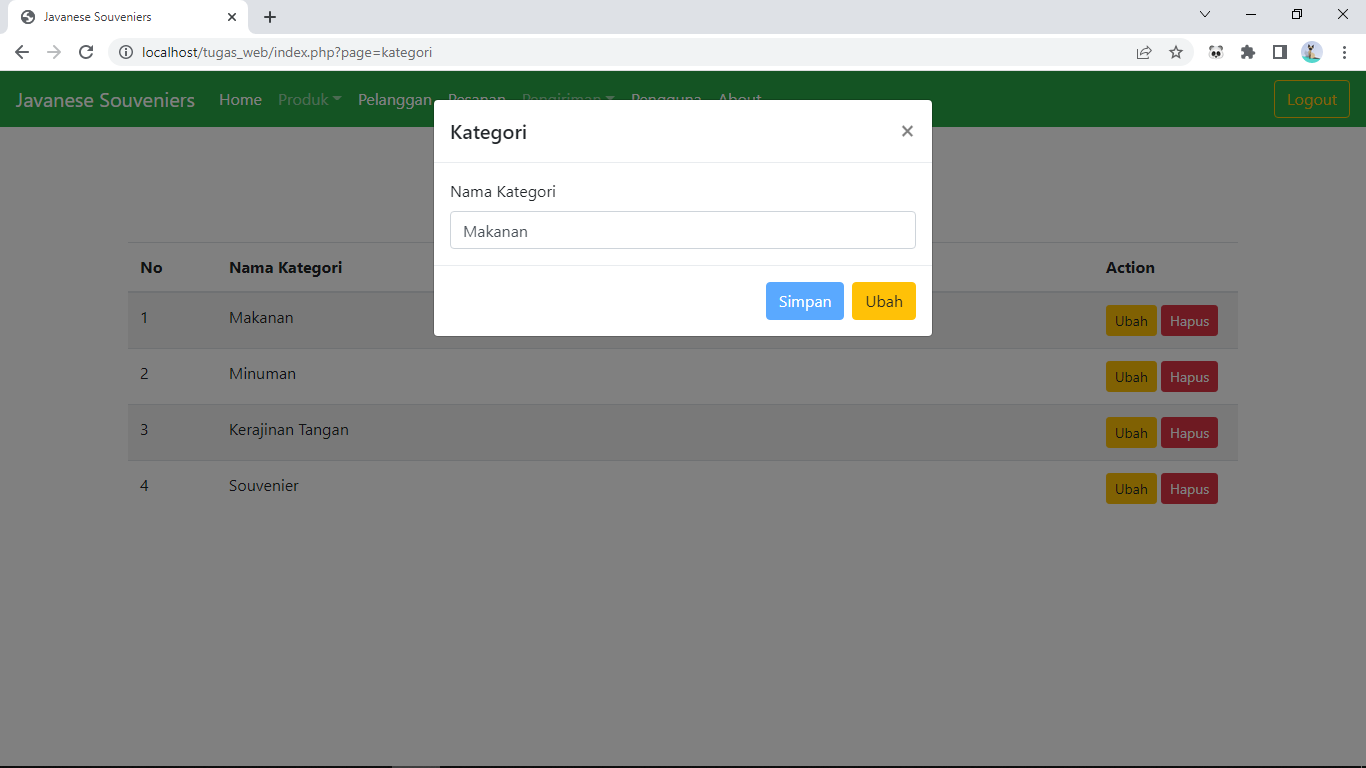 Javanese Souveniers
localhost/tugas_web/index.php?page=kategori
Javanese Souveniers Home Produk Pelanggan Pesanan Pengiriman Pengguna About Logout
Kategori ×
Nama Kategori
Makanan
Simpan Ubah
No Nama Kategori Action
1 Makanan Ubah Hapus
2 Minuman Ubah Hapus
3 Kerajinan Tangan Ubah Hapus
4 Souvenier Ubah Hapus